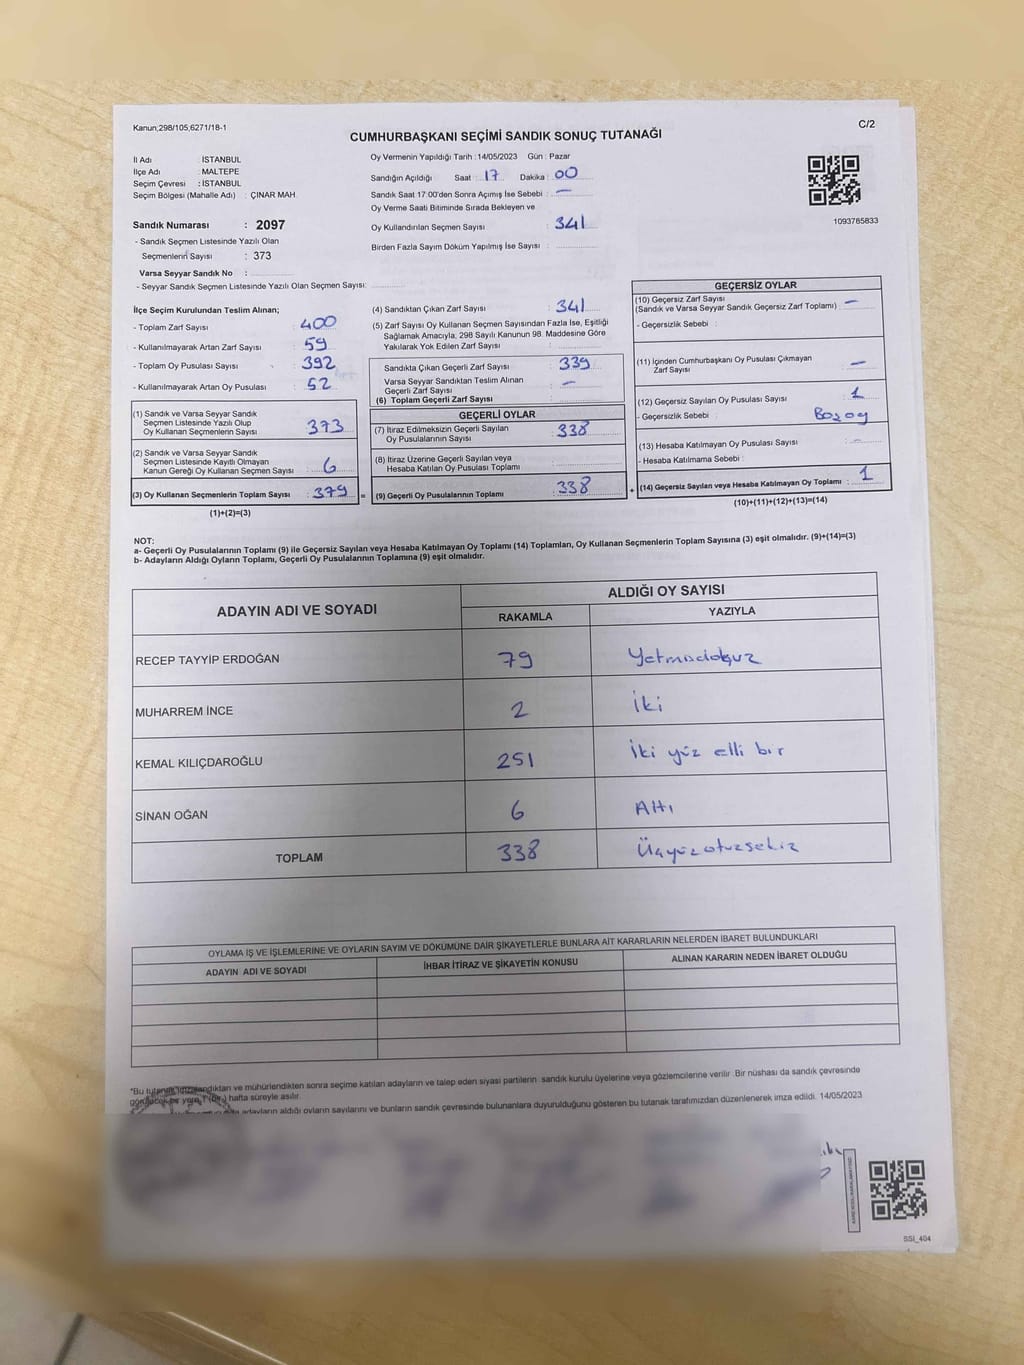 Kanun;298/105,6271/18-1
C/2
CUMHURBAŞKANI SEÇİMİ SANDIK SONUÇ TUTANAĞI
İl Adı : İSTANBUL
İlçe Adı : MALTEPE
Seçim Çevresi : İSTANBUL
Seçim Bölgesi (Mahalle Adı) : ÇINAR MAH.
Sandık Numarası : 2097
- Sandık Seçmen Listesinde Yazılı Olan
Seçmenlerin Sayısı : 373
Varsa Seyyar Sandık No :
- Seyyar Sandık Seçmen Listesinde Yazılı Olan Seçmen Sayısı:
Oy Vermenin Yapıldığı Tarih : 14/05/2023 Gün : Pazar
Sandığın Açıldığı Saat : 17 Dakika : 00
Sandık Saat 17.00'den Sonra Açımış İse Sebebi : —
Oy Verme Saati Bitiminde Sırada Bekleyen ve
Oy Kullandırılan Seçmen Sayısı : 341
Birden Fazla Sayım Döküm Yapılmış İse Sayısı :
1093785833
İlçe Seçim Kurulundan Teslim Alınan;
- Toplam Zarf Sayısı : 400
- Kullanılmayarak Artan Zarf Sayısı : 59
- Toplam Oy Pusulası Sayısı : 392
- Kullanılmayarak Artan Oy Pusulası : 52
(1) Sandık ve Varsa Seyyar Sandık
Seçmen Listesinde Yazılı Olup
Oy Kullanan Seçmenlerin Sayısı : 373
(2) Sandık ve Varsa Seyyar Sandık
Seçmen Listesinde Kayıtlı Olmayan
Kanun Gereği Oy Kullanan Seçmen Sayısı : 6
(3) Oy Kullanan Seçmenlerin Toplam Sayısı : 379
(1)+(2)=(3)
(4) Sandıktan Çıkan Zarf Sayısı : 341
(5) Zarf Sayısı Oy Kullanan Seçmen Sayısından Fazla İse, Eşitliği
Sağlamak Amacıyla; 298 Sayılı Kanunun 98. Maddesine Göre
Yakılarak Yok Edilen Zarf Sayısı :
Sandıkta Çıkan Geçerli Zarf Sayısı : 339
Varsa Seyyar Sandıktan Teslim Alınan
Geçerli Zarf Sayısı : —
(6) Toplam Geçerli Zarf Sayısı :
GEÇERLİ OYLAR
(7) İtiraz Edilmeksizin Geçerli Sayılan
Oy Pusulalarının Sayısı : 338
(8) İtiraz Üzerine Geçerli Sayılan veya
Hesaba Katılan Oy Pusulası Toplamı :
= (9) Geçerli Oy Pusulalarının Toplamı : 338
GEÇERSİZ OYLAR
(10) Geçersiz Zarf Sayısı
(Sandık ve Varsa Seyyar Sandık Geçersiz Zarf Toplamı) : —
- Geçersizlik Sebebi :
(11) İçinden Cumhurbaşkanı Oy Pusulası Çıkmayan
Zarf Sayısı : —
(12) Geçersiz Sayılan Oy Pusulası Sayısı : 1
- Geçersizlik Sebebi :
(13) Hesaba Katılmayan Oy Pusulası Sayısı : -
- Hesaba Katılmama Sebebi :
+ (14) Geçersiz Sayılan veya Hesaba Katılmayan Oy Toplamı : 1
(10)+(11)+(12)+(13)=(14)
NOT:
a- Geçerli Oy Pusulalarının Toplamı (9) ile Geçersiz Sayılan veya Hesaba Katılmayan Oy Toplamı (14) Toplamları, Oy Kullanan Seçmenlerin Toplam Sayısına (3) eşit olmalıdır. (9)+(14)=(3)
b- Adayların Aldığı Oyların Toplamı, Geçerli Oy Pusulalarının Toplamına (9) eşit olmalıdır.
ADAYIN ADI VE SOYADI ALDIĞI OY SAYISI
RAKAMLA YAZIYLA
RECEP TAYYİP ERDOĞAN 79 Yetmişdokuz
MUHARREM İNCE 2 İki
KEMAL KILIÇDAROĞLU 251 İki yüz elli bir
SİNAN OĞAN 6 Altı
TOPLAM 338 Üçyüzotuzsekiz
OYLAMA İŞ VE İŞLEMLERİNE VE OYLARIN SAYIM VE DÖKÜMÜNE DAİR ŞİKAYETLERLE BUNLARA AİT KARARLARIN NELERDEN İBARET BULUNDUKLARI
ADAYIN ADI VE SOYADI İHBAR İTİRAZ VE ŞİKAYETİN KONUSU ALINAN KARARIN NEDEN İBARET OLDUĞU
*Bu tutanak imzalandıktan ve mühürlendikten sonra seçime katılan adayların ve talep eden siyasi partilerin sandık kurulu üyelerine veya gözlemcilerine verilir .Bir nüshası da sandık çevresinde
görülecek bir yere 1 (bir) hafta süreyle asılır.
adayların aldığı oyların sayılarını ve bunların sandık çevresinde bulunanlara duyurulduğunu gösteren bu tutanak tarafımızdan düzenlenerek imza edildi. 14/05/2023
SSI_404